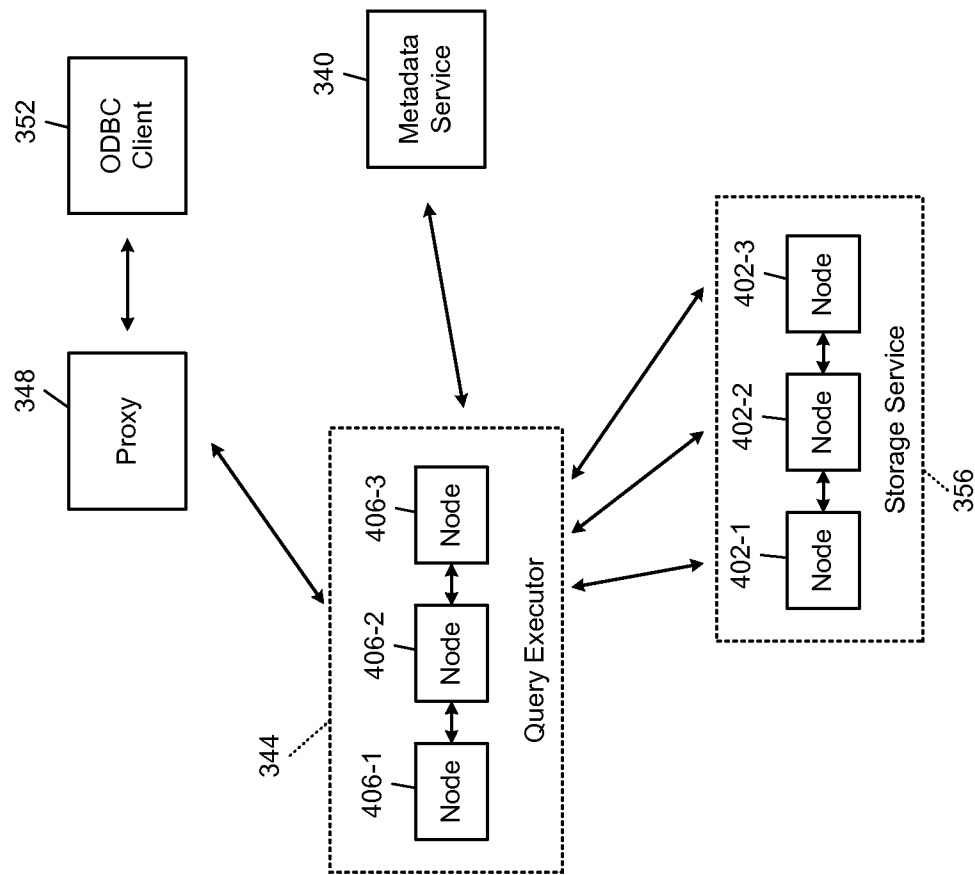 352
ODBC
Client
348
Proxy
340
Metadata
Service
344
406-1
406-2
406-3
Node
Node
Node
Query Executor
402-1
402-2
402-3
Node
Node
Node
Storage Service
356